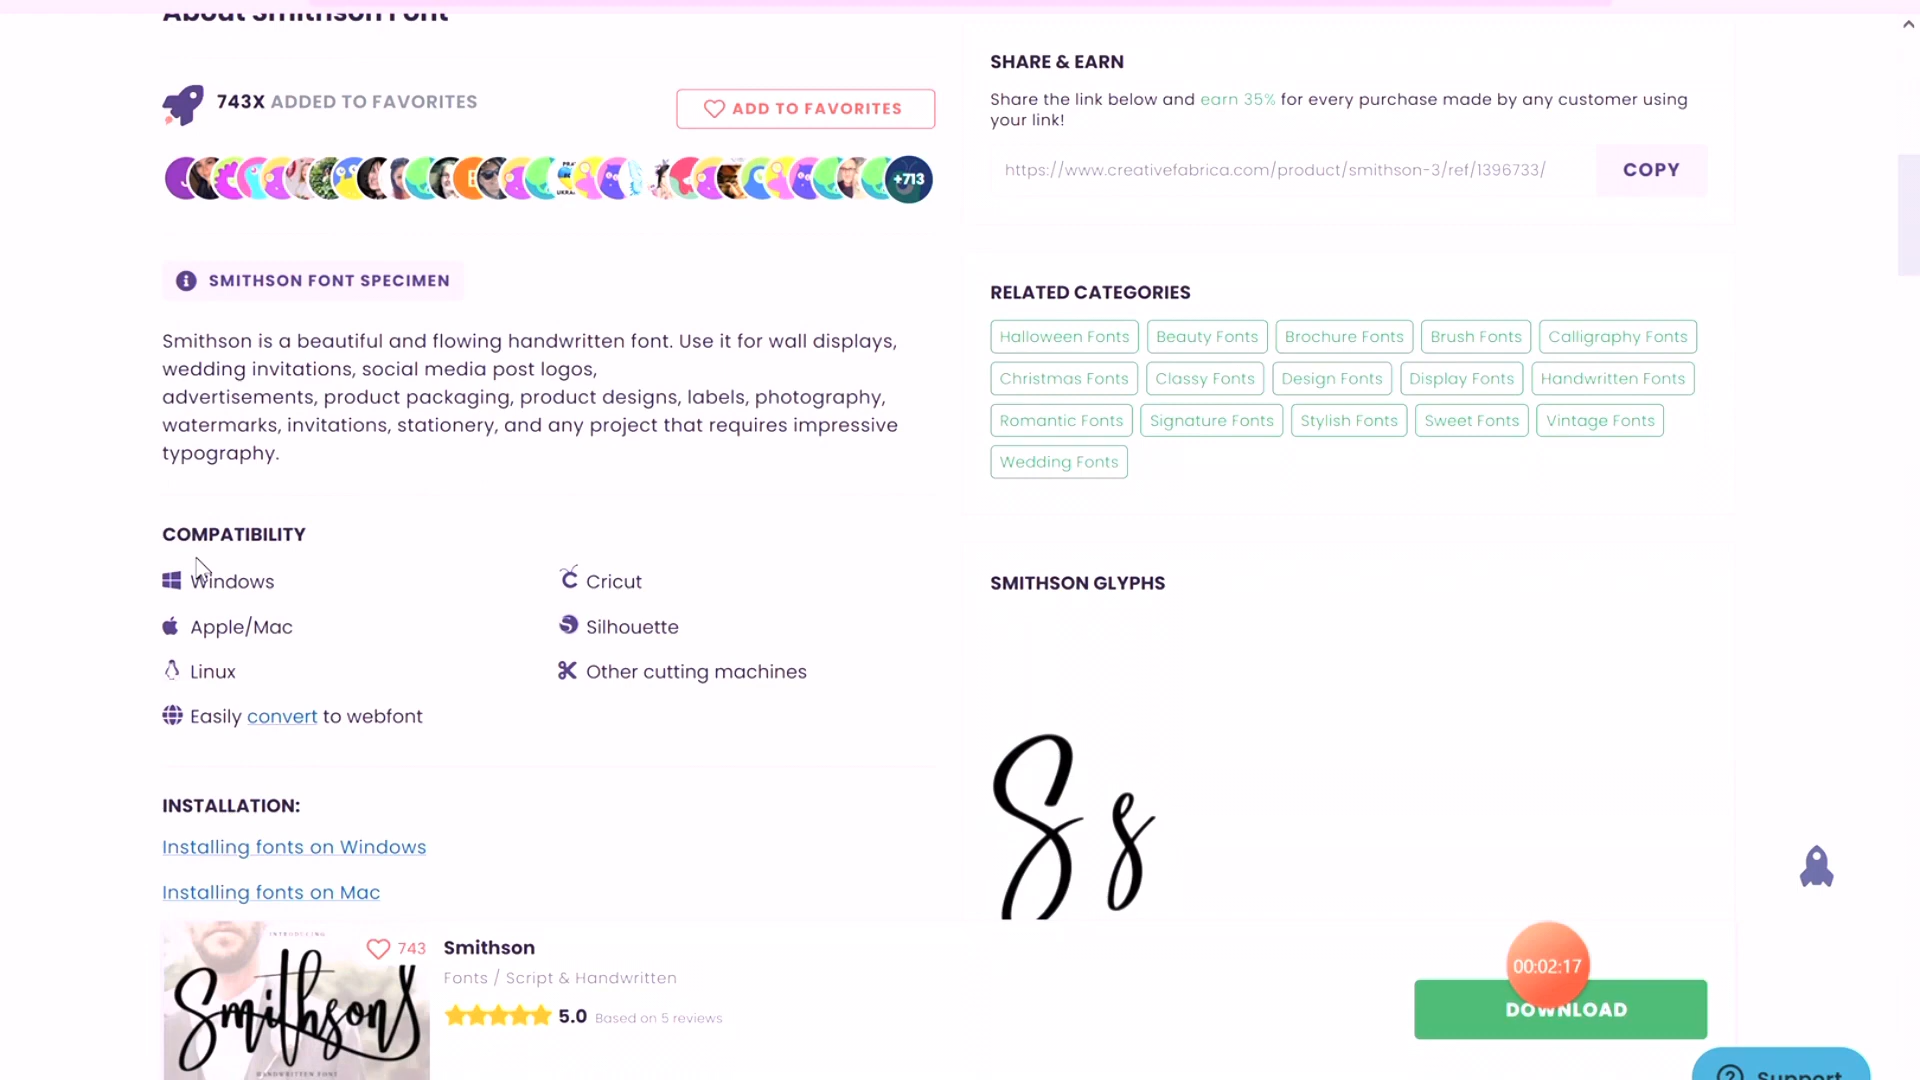 About Smithson Font
743X ADDED TO FAVORITES
ADD TO FAVORITES
+713
SMITHSON FONT SPECIMEN
Smithson is a beautiful and flowing handwritten font. Use it for wall displays,
wedding invitations, social media post logos,
advertisements, product packaging, product designs, labels, photography,
watermarks, invitations, stationery, and any project that requires impressive
typography.
COMPATIBILITY
Windows
Cricut
Apple/Mac
Silhouette
Linux
Other cutting machines
Easily convert to webfont
INSTALLATION:
Installing fonts on Windows
Installing fonts on Mac
SHARE & EARN
Share the link below and earn 35% for every purchase made by any customer using
your link!
https://www.creativefabrica.com/product/smithson-3/ref/1396733/
COPY
RELATED CATEGORIES
Halloween Fonts Beauty Fonts Brochure Fonts Brush Fonts Calligraphy Fonts
Christmas Fonts Classy Fonts Design Fonts Display Fonts Handwritten Fonts
Romantic Fonts Signature Fonts Stylish Fonts Sweet Fonts Vintage Fonts
Wedding Fonts
SMITHSON GLYPHS
S s
INTRODUCING
743
Smithson
HANDWRITTEN FONT
Smithson
Fonts / Script & Handwritten
5.0 Based on 5 reviews
00:02:17
DOWNLOAD
Support